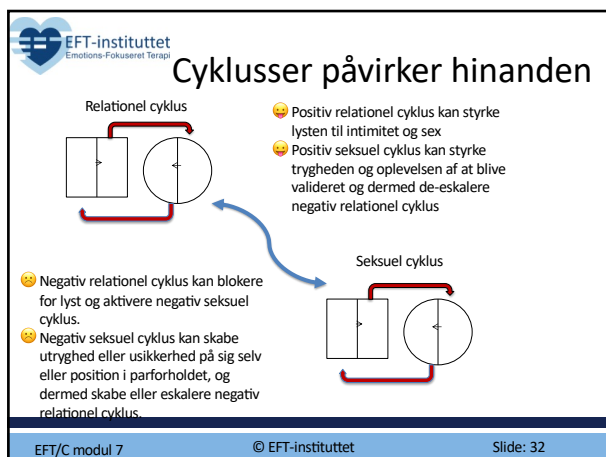 EFT-instituttet
Emotions-Fokuseret Terapi
Cyklusser påvirker hinanden
Relationel cyklus
Positiv relationel cyklus kan styrke
lysten til intimitet og sex
Positiv seksuel cyklus kan styrke
trygheden og oplevelsen af at blive
valideret og dermed de-eskalere
negativ relationel cyklus
Seksuel cyklus
Negativ relationel cyklus kan blokere
for lyst og aktivere negativ seksuel
cyklus.
Negativ seksuel cyklus kan skabe
utryghed eller usikkerhed på sig selv
eller position i parforholdet, og
dermed skabe eller eskalere negativ
relationel cyklus.
EFT/C modul 7
© EFT-instituttet
Slide: 32